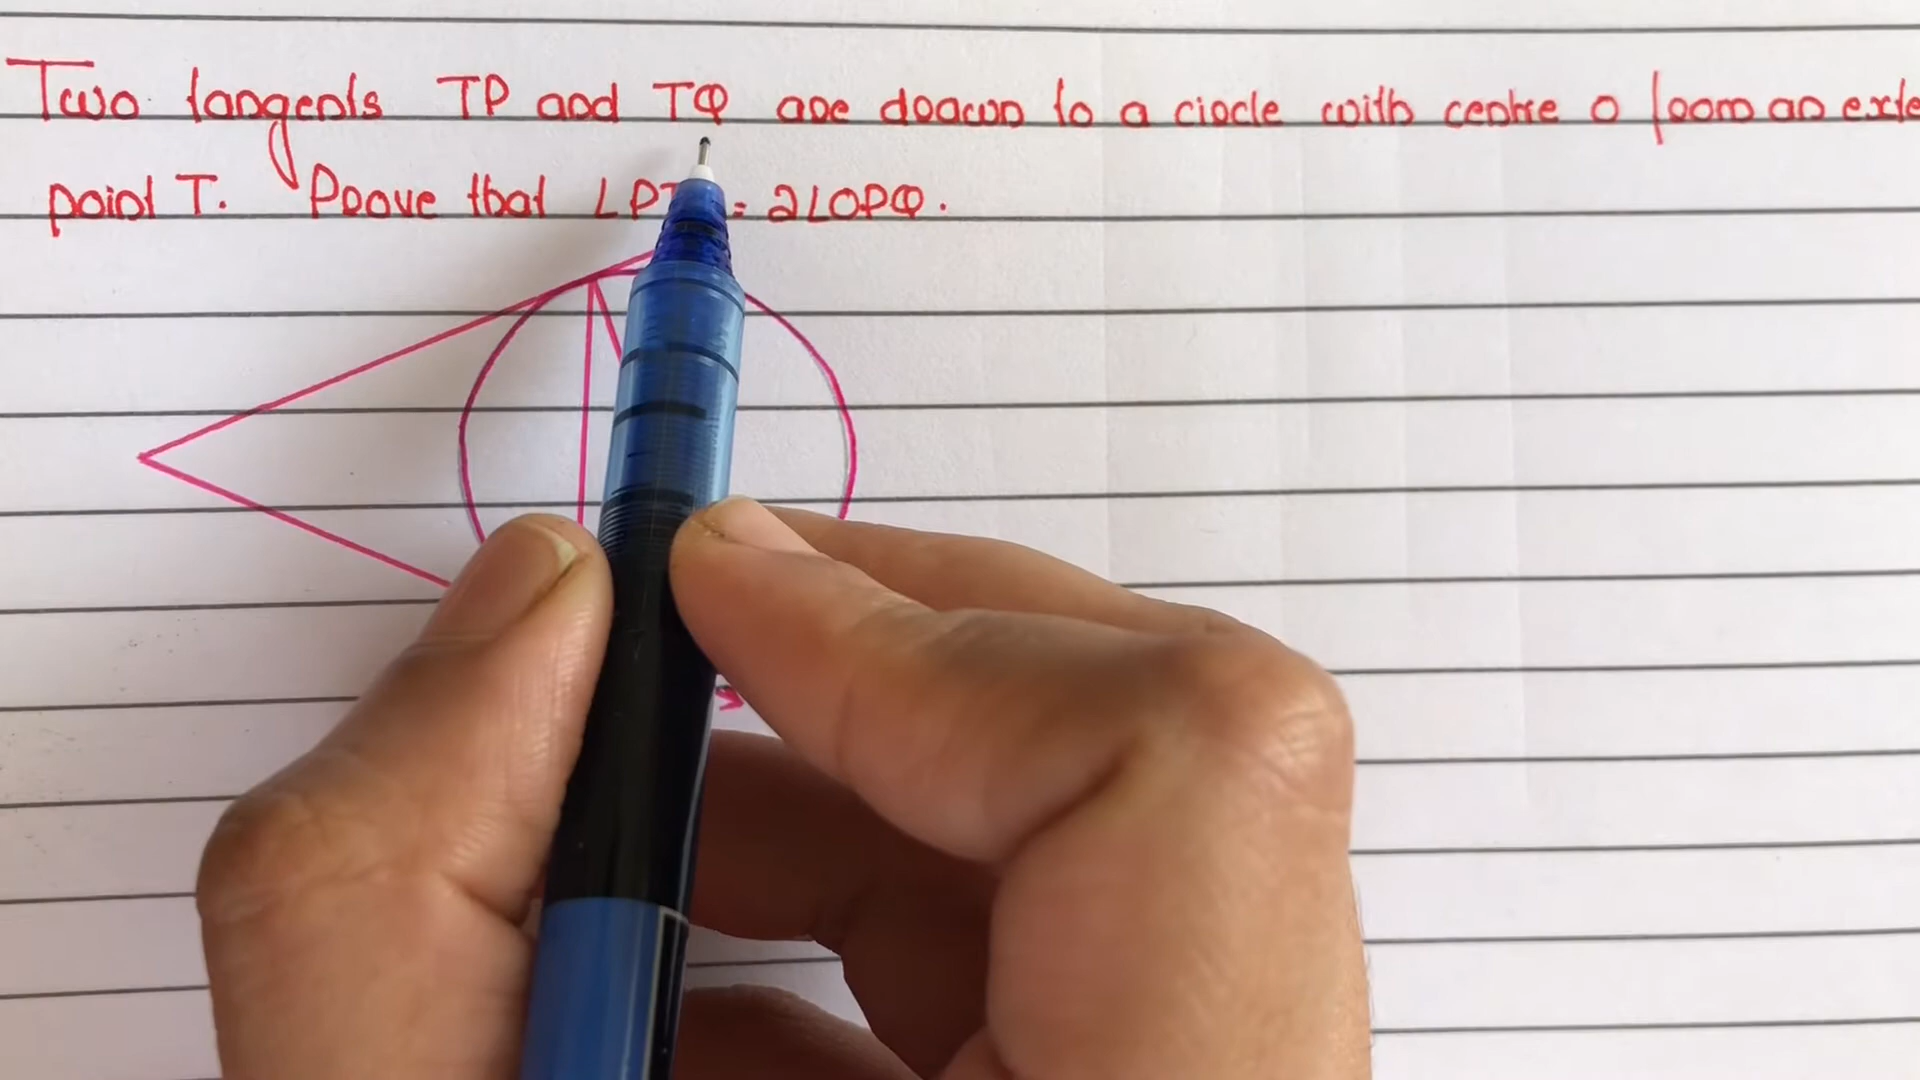 Two tangents TP and TQ are drawn to a circle with centre O from an exte
point T. Prove that ∠PT = 2∠OPQ.